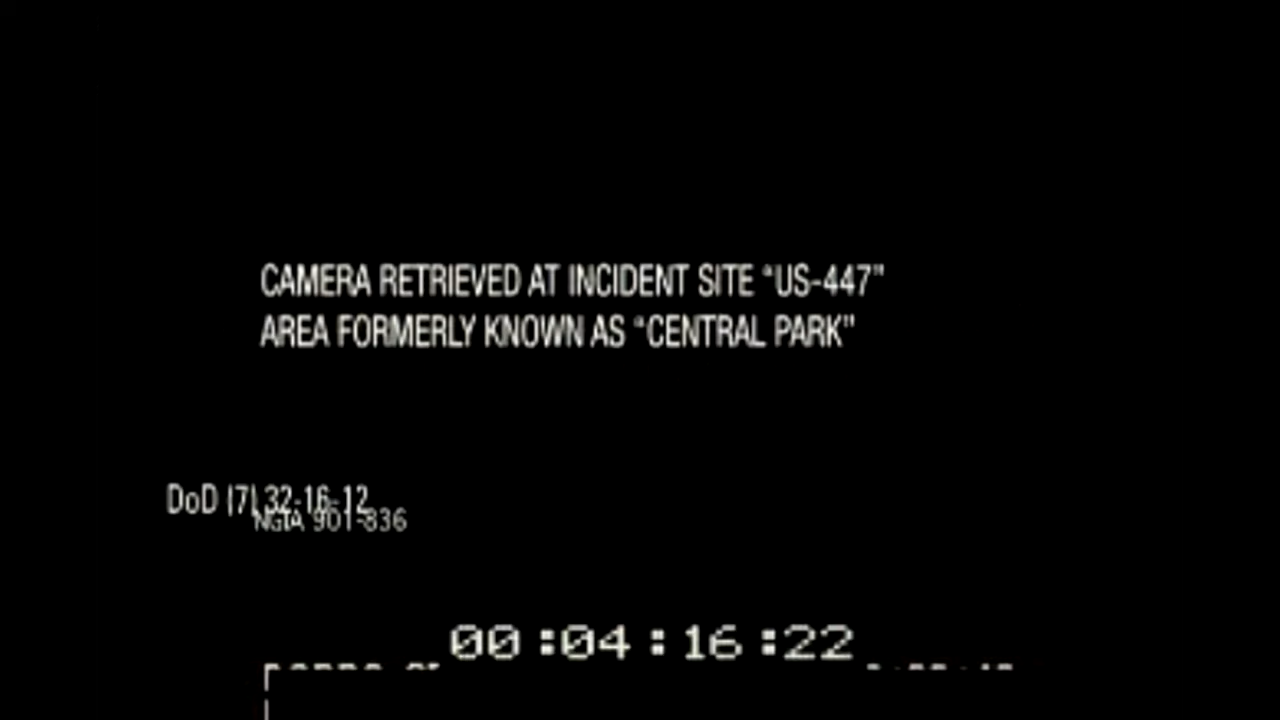 CAMERA RETRIEVED AT INCIDENT SITE “US-447”
AREA FORMERLY KNOWN AS “CENTRAL PARK”
DoD (7) 32-16-12
NGIA 901-836
00:04:16:22